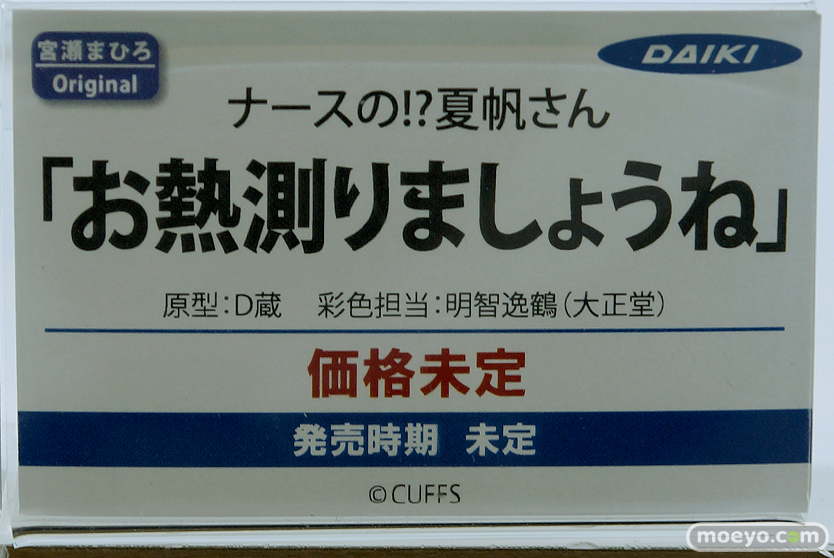 宮瀬まひろ
Original
DAIKI
ナースの!?夏帆さん
「お熱測りましょうね」
原型:D蔵　彩色担当:明智逸鶴(大正堂)
価格未定
発売時期 未定
©CUFFS
moeyo.com